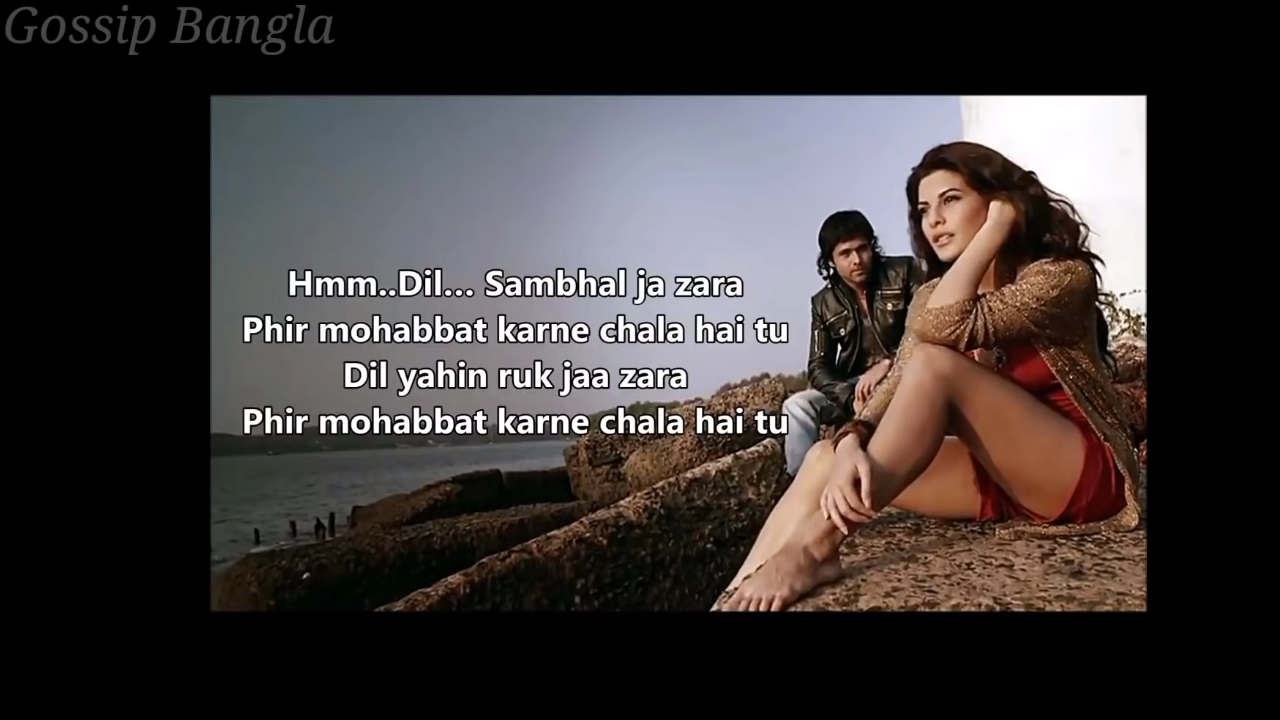 Gossip Bangla
Hmm..Dil... Sambhal ja zara
Phir mohabbat karne chala hai tu
Dil yahin ruk jaa zara
Phir mohabbat karne chala hai tu